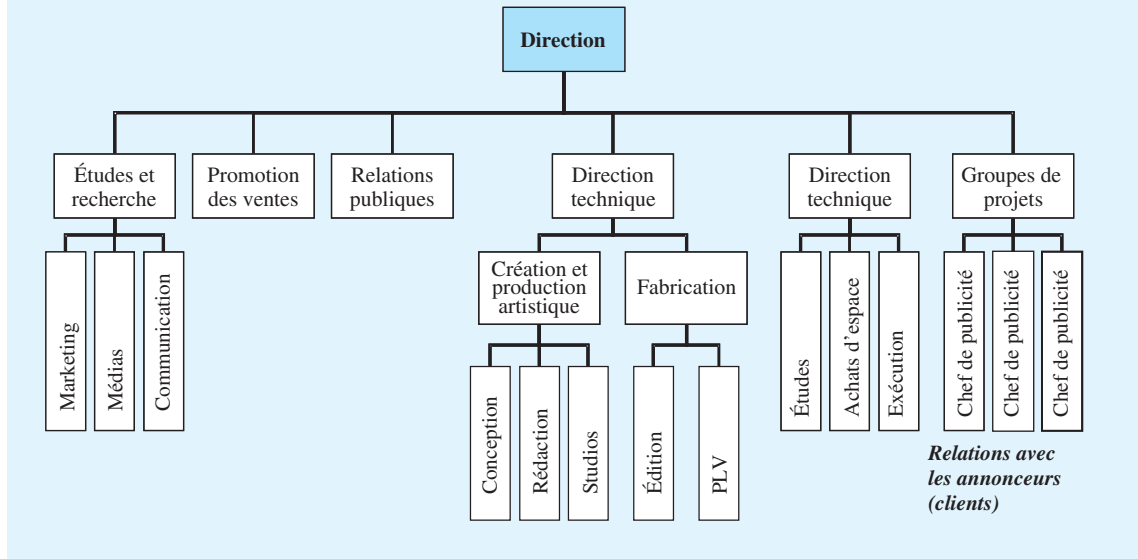 Direction
Études et
recherche
Promotion
des ventes
Relations
publiques
Direction
technique
Direction
technique
Groupes de
projets
Marketing
Médias
Communication
Création et
production
artistique
Fabrication
Conception
Rédaction
Studios
Édition
PLV
Études
Achats d'espace
Exécution
Chef de publicité
Chef de publicité
Chef de publicité
Relations avec
les annonceurs
(clients)